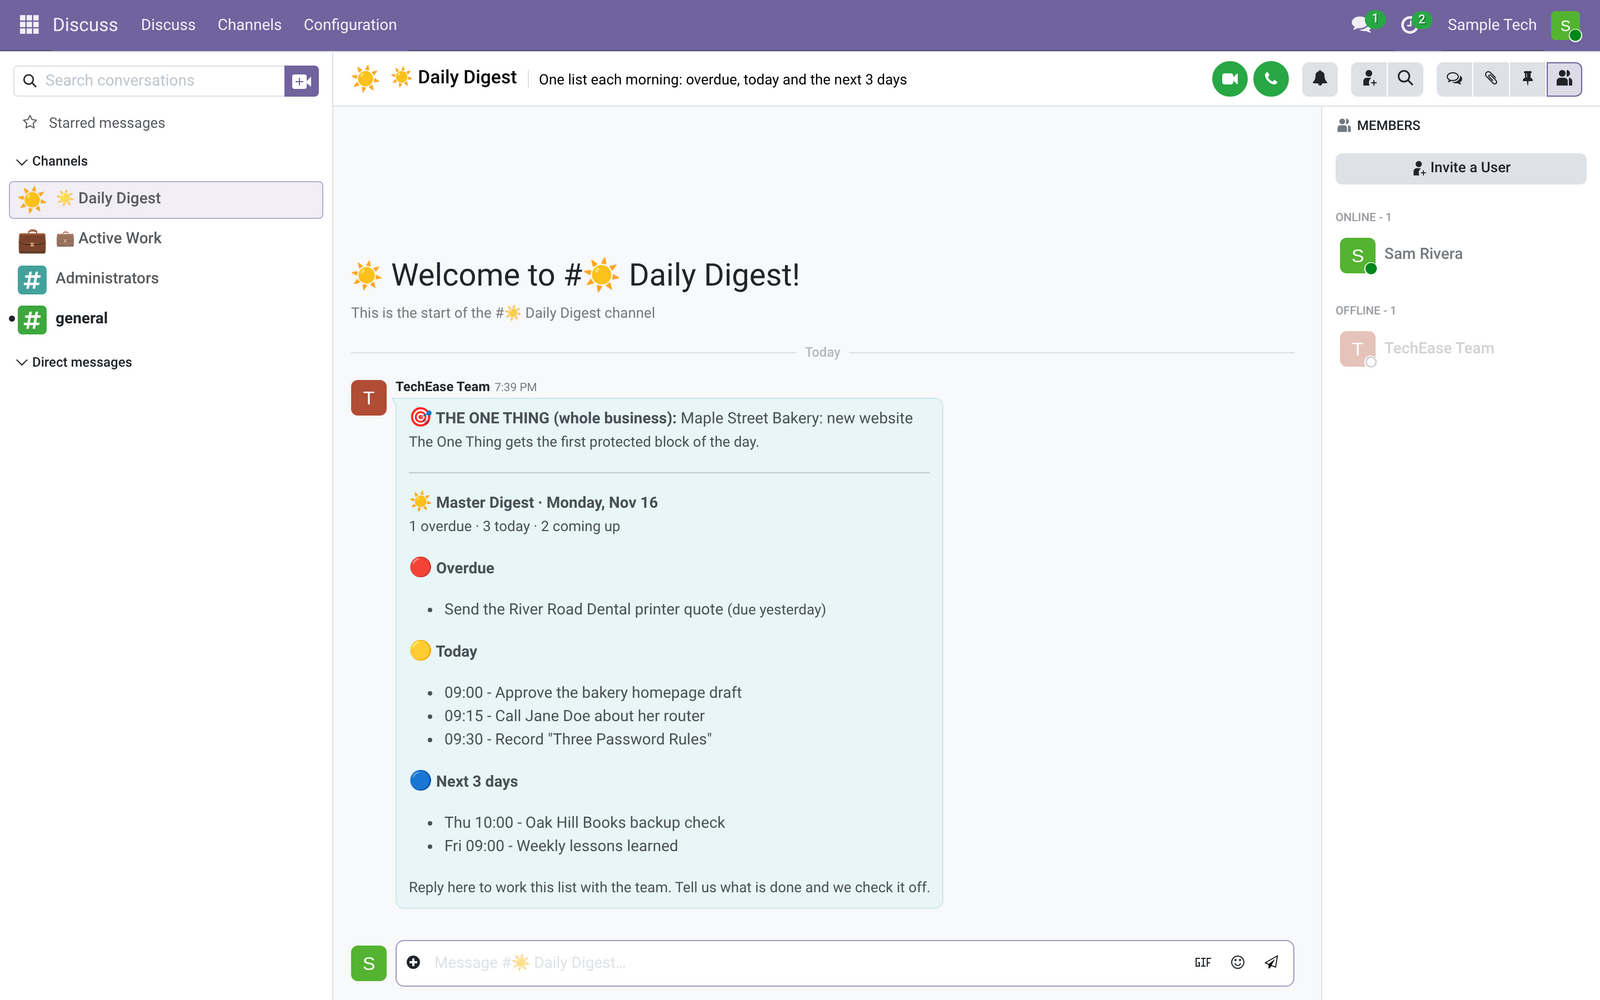 Discuss
Discuss
Channels
Configuration
1
2
Sample Tech
S
Search conversations
Starred messages
Channels
☀️ Daily Digest
💼 Active Work
# Administrators
# general
Direct messages
☀️ Daily Digest
One list each morning: overdue, today and the next 3 days
Welcome to #☀️ Daily Digest!
This is the start of the #☀️ Daily Digest channel
Today
T
TechEase Team 7:39 PM
🎯 THE ONE THING (whole business): Maple Street Bakery: new website
The One Thing gets the first protected block of the day.
☀️ Master Digest · Monday, Nov 16
1 overdue · 3 today · 2 coming up
🔴 Overdue
• Send the River Road Dental printer quote (due yesterday)
🟡 Today
• 09:00 - Approve the bakery homepage draft
• 09:15 - Call Jane Doe about her router
• 09:30 - Record "Three Password Rules"
🔵 Next 3 days
• Thu 10:00 - Oak Hill Books backup check
• Fri 09:00 - Weekly lessons learned
Reply here to work this list with the team. Tell us what is done and we check it off.
S
Message #☀️ Daily Digest...
GIF
MEMBERS
Invite a User
ONLINE - 1
S
Sam Rivera
OFFLINE - 1
T
TechEase Team